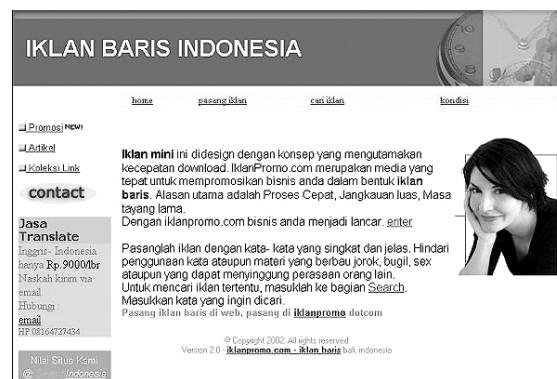 IKLAN BARIS INDONESIA
home pasang iklan cari iklan kondisi
Promosi NEW!
Artikel
Koleksi Link
contact
Jasa
Translate
Inggris- Indonesia
hanya Rp.9000/lbr
Naskah kirim via
email.
Hubungi :
email
HP 08164727434
Nilai Situs Kami
@ SearchIndonesia
Iklan mini ini didesign dengan konsep yang mengutamakan
kecepatan download. IklanPromo.com merupakan media yang
tepat untuk mempromosikan bisnis anda dalam bentuk iklan
baris. Alasan utama adalah Proses Cepat, Jangkauan luas, Masa
tayang lama.
Dengan iklanpromo.com bisnis anda menjadi lancar. enter
Pasanglah iklan dengan kata- kata yang singkat dan jelas. Hindari
penggunaan kata ataupun materi yang berbau jorok, bugil, sex
ataupun yang dapat menyinggung perasaan orang lain.
Untuk mencari iklan tertentu, masuklah ke bagian Search.
Masukkan kata yang ingin dicari.
Pasang iklan baris di web, pasang di iklanpromo dotcom
© Copyright 2002. All rights reserved.
Version 2.0 - iklanpromo.com - iklan baris bali, indonesia